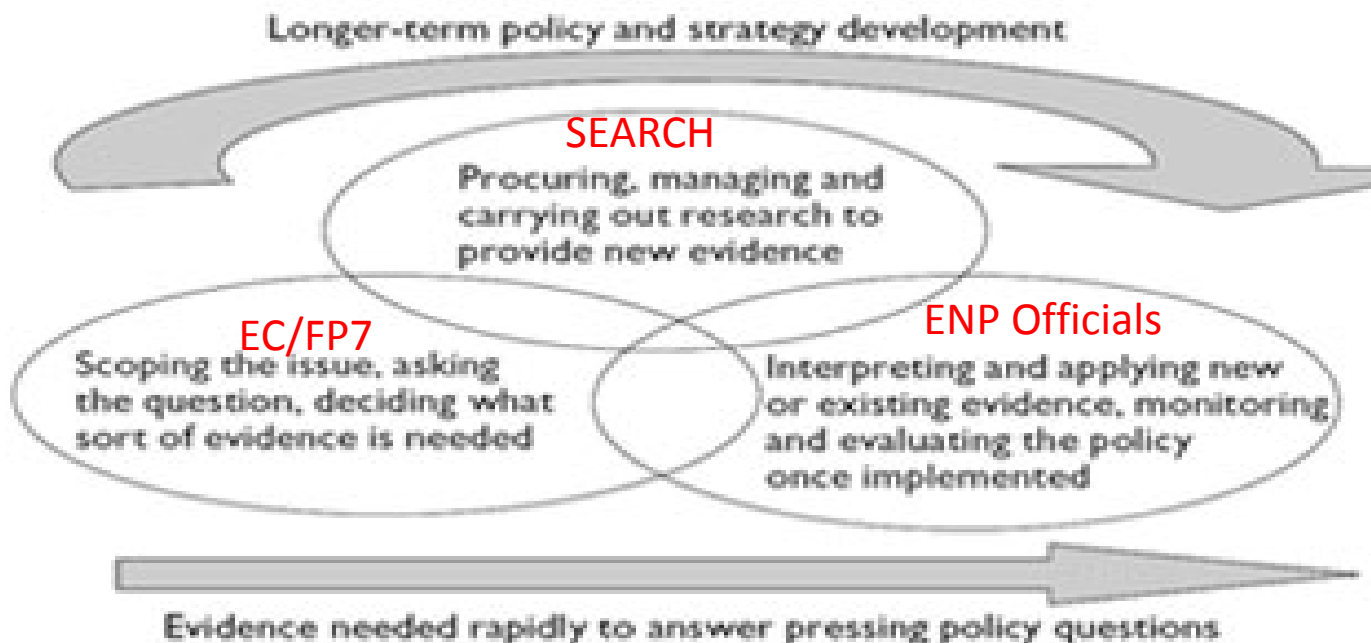 Longer-term policy and strategy development
SEARCH
Procuring, managing and
carrying out research to
provide new evidence
EC/FP7
Scoping the issue, asking
the question, deciding what
sort of evidence is needed
ENP Officials
Interpreting and applying new
or existing evidence, monitoring
and evaluating the policy
once implemented
Evidence needed rapidly to answer pressing policy questions